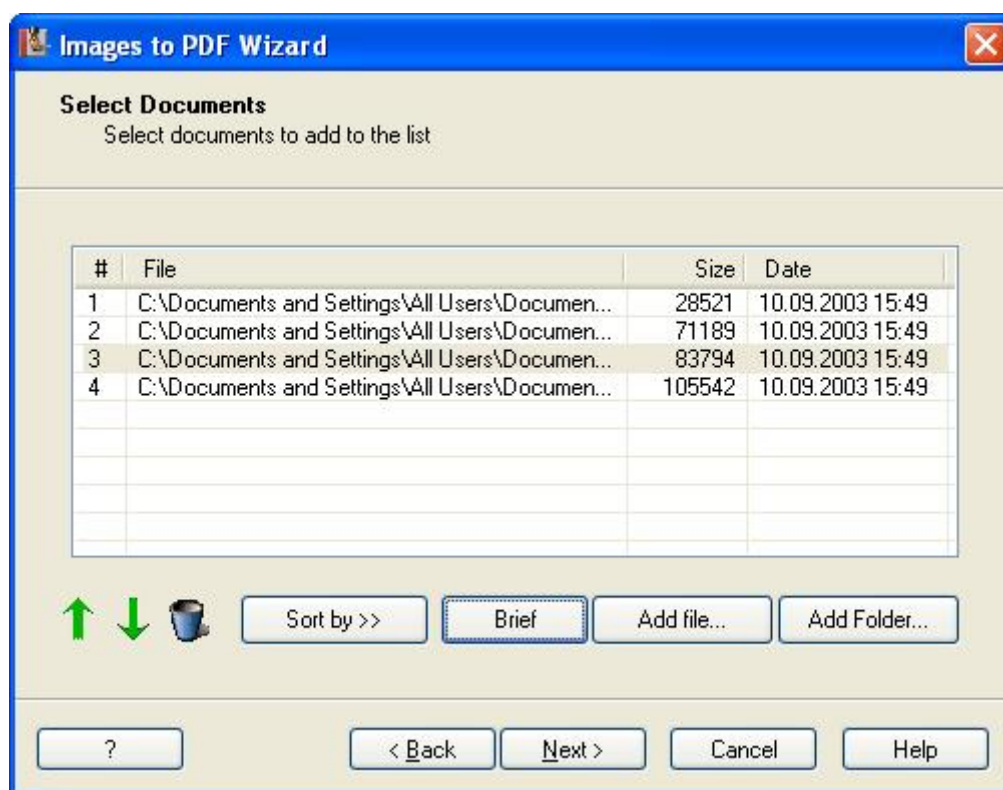 Images to PDF Wizard
Select Documents
Select documents to add to the list
# File Size Date
1 C:\Documents and Settings\All Users\Documen... 28521 10.09.2003 15:49
2 C:\Documents and Settings\All Users\Documen... 71189 10.09.2003 15:49
3 C:\Documents and Settings\All Users\Documen... 83794 10.09.2003 15:49
4 C:\Documents and Settings\All Users\Documen... 105542 10.09.2003 15:49
Sort by >> Brief Add file... Add Folder...
? < Back Next > Cancel Help